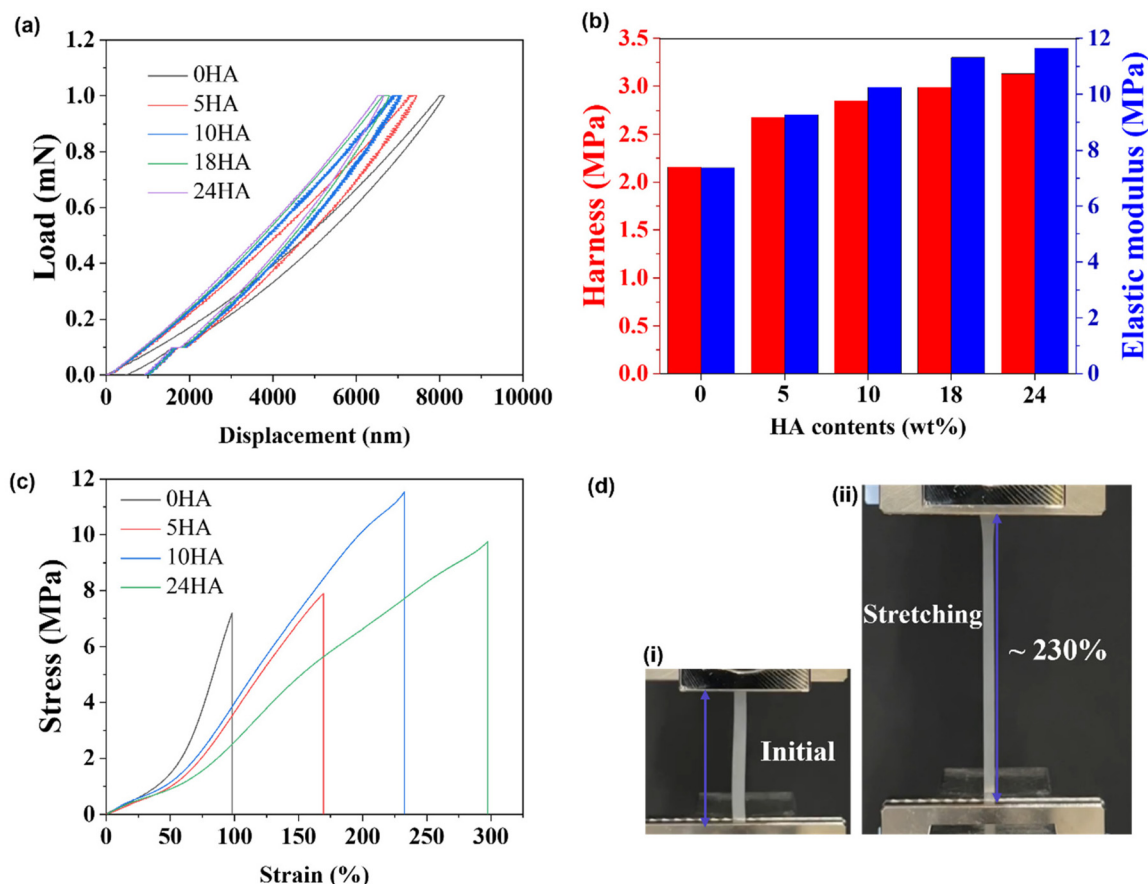 (a)
Load (mN)
1.2
1.0
0.8
0.6
0.4
0.2
0.0
0HA
5HA
10HA
18HA
24HA
0 2000 4000 6000 8000 10000
Displacement (nm)
(b)
Harness (MPa)
3.5
3.0
2.5
2.0
1.5
1.0
0.5
0.0
12
10
8
6
4
2
0
Elastic modulus (MPa)
0 5 10 18 24
HA contents (wt%)
(c)
Stress (MPa)
12
10
8
6
4
2
0
0HA
5HA
10HA
24HA
0 50 100 150 200 250 300
Strain (%)
(d)
(i)
Initial
(ii)
Stretching
~ 230%